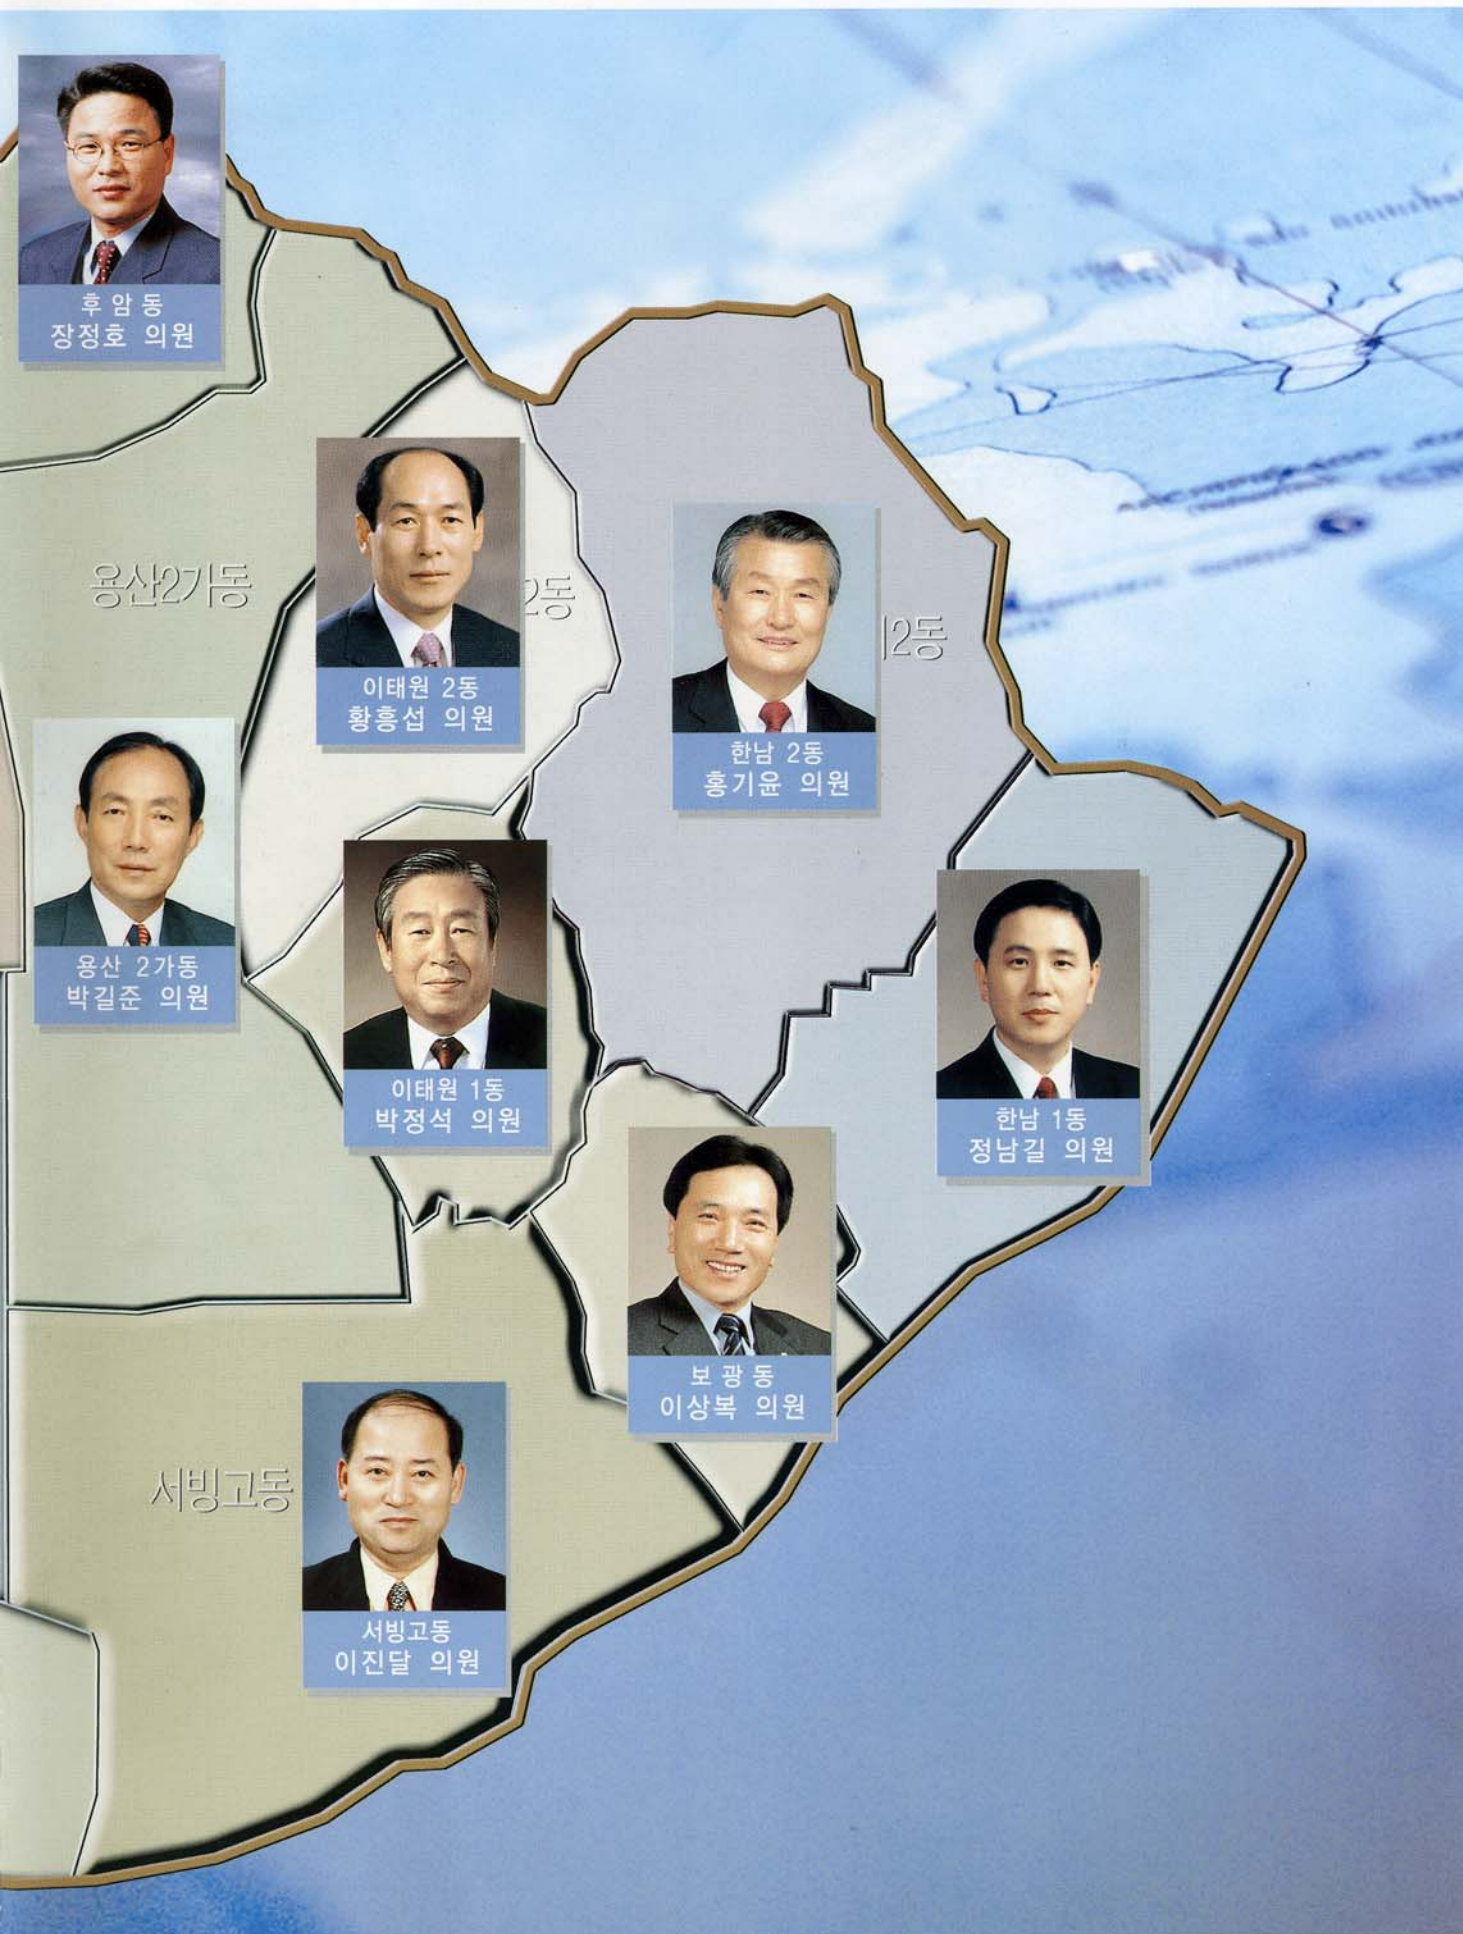 후암동
장정호 의원
용산2가동
2동
이태원 2동
황흥섭 의원
2동
한남 2동
홍기윤 의원
용산 2가동
박길준 의원
이태원 1동
박정석 의원
한남 1동
정남길 의원
보광동
이상복 의원
서빙고동
서빙고동
이진달 의원